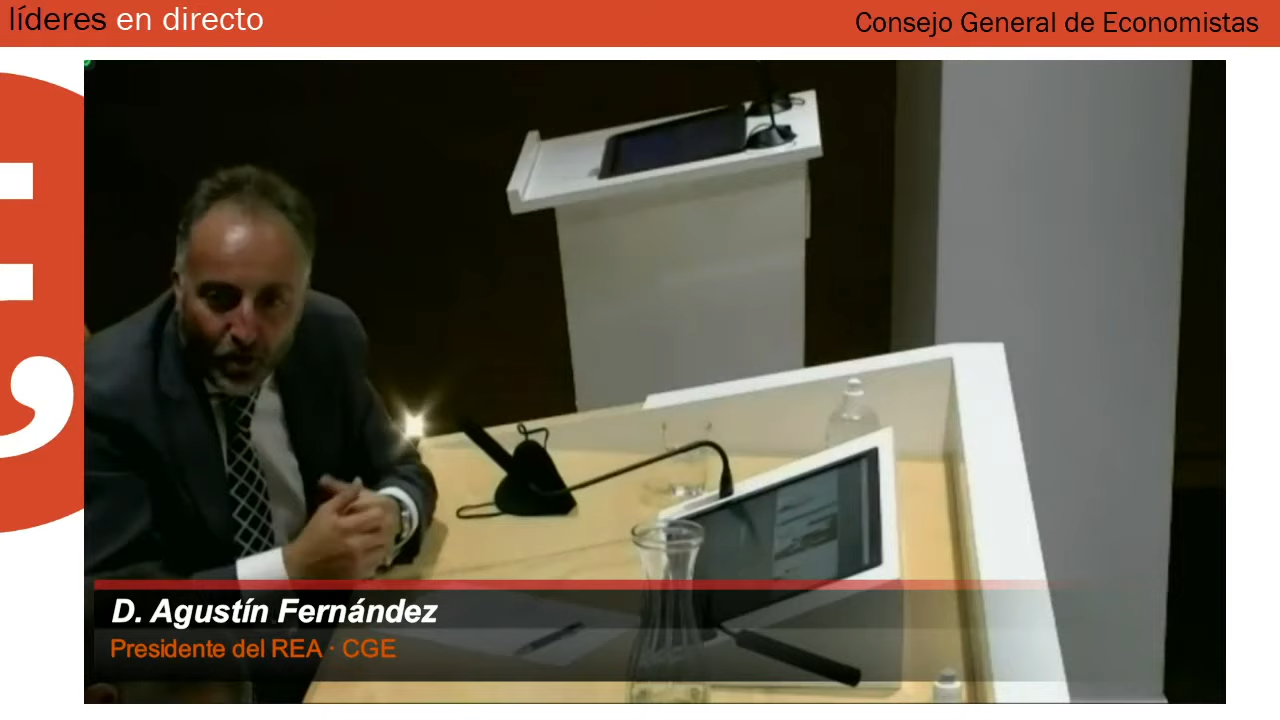 líderes en directo
Consejo General de Economistas
D. Agustín Fernández
Presidente del REA · CGE